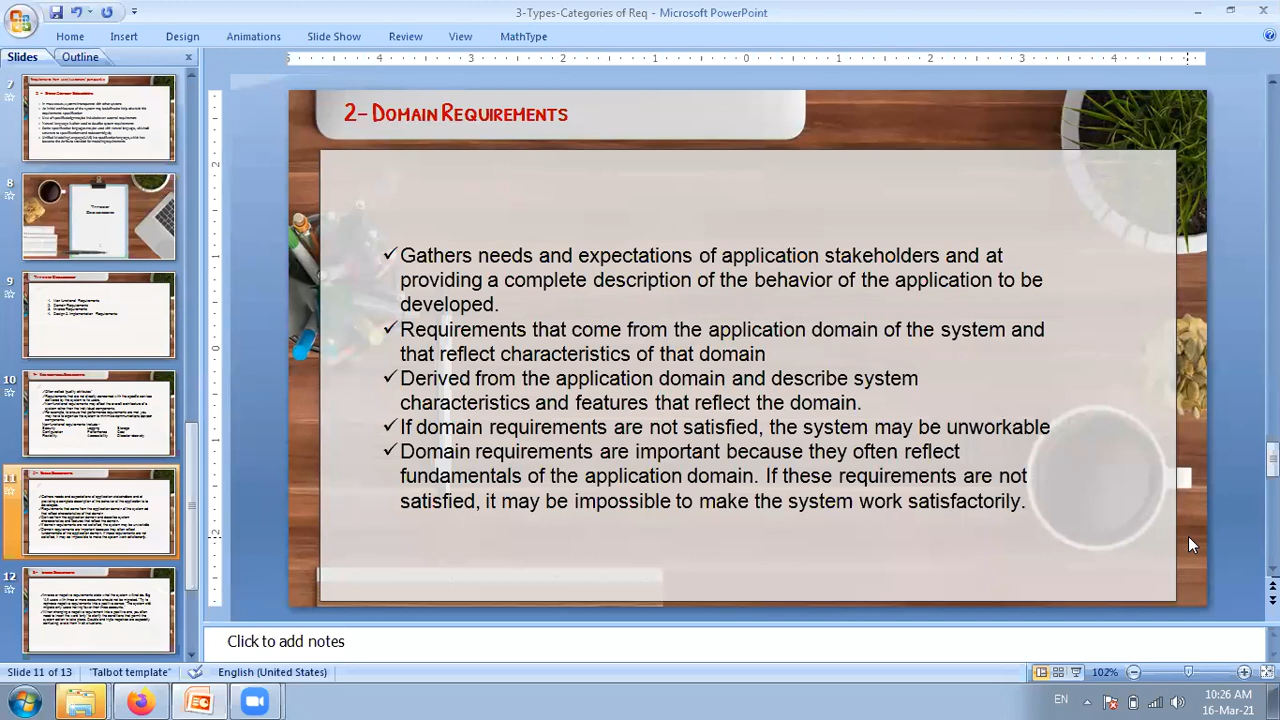 3-Types-Categories of Req - Microsoft PowerPoint
Home Insert Design Animations Slide Show Review View MathType
Slides Outline
7
8
9
10
11
12
2- Domain Requirements
Gathers needs and expectations of application stakeholders and at
providing a complete description of the behavior of the application to be
developed.
Requirements that come from the application domain of the system and
that reflect characteristics of that domain
Derived from the application domain and describe system
characteristics and features that reflect the domain.
If domain requirements are not satisfied, the system may be unworkable
Domain requirements are important because they often reflect
fundamentals of the application domain. If these requirements are not
satisfied, it may be impossible to make the system work satisfactorily.
Click to add notes
Slide 11 of 13 "Talbot template" English (United States) 102%
EN 10:26 AM
16-Mar-21